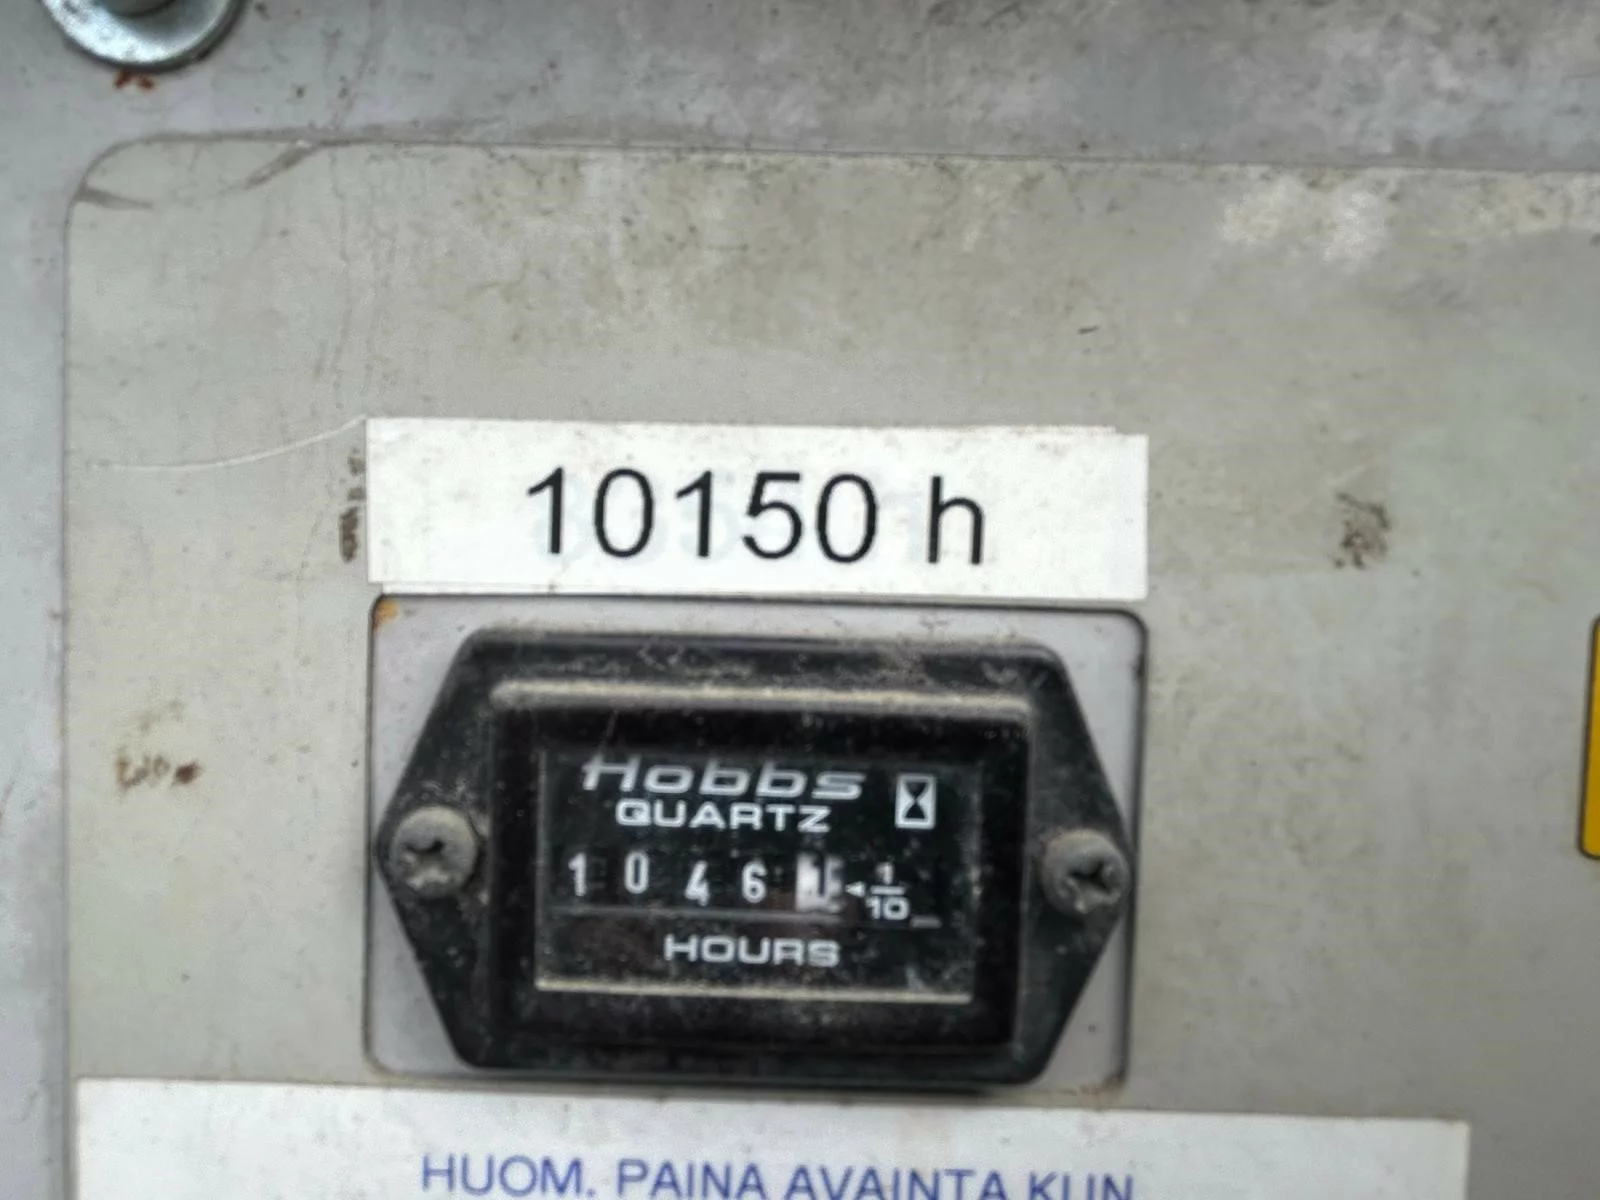 10150 h
Hobbs
QUARTZ
1 0 4 6
1/10
HOURS
HUOM. PAINA AVAINTA KUN